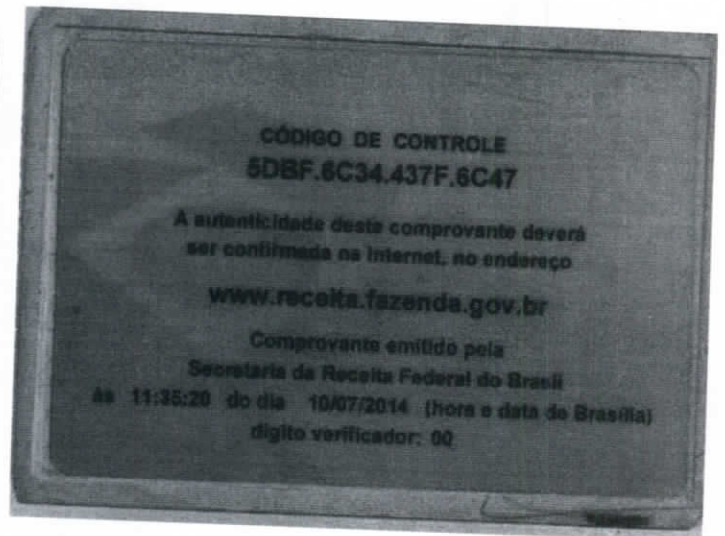 CÓDIGO DE CONTROLE
5DBF.6C34.437F.6C47
A autenticidade deste comprovante deverá
ser confirmada na Internet, no endereço
www.receita.fazenda.gov.br
Comprovante emitido pela
Secretaria da Receita Federal do Brasil
às 11:35:20 do dia 10/07/2014 (hora e data de Brasília)
dígito verificador: 00